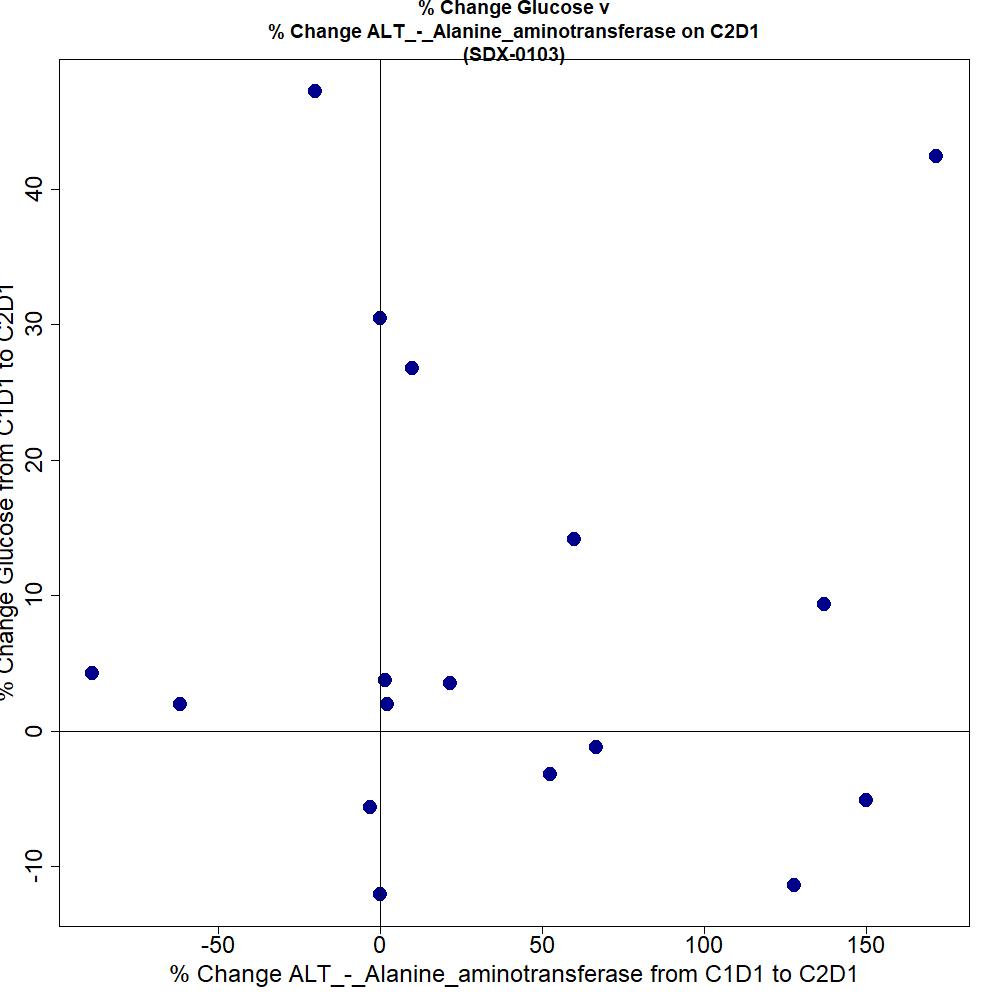 % Change Glucose v
% Change ALT_-_Alanine_aminotransferase on C2D1
(SDX-0103)
% Change Glucose from C1D1 to C2D1
40
30
20
10
0
-10
-50
0
50
100
150
% Change ALT_-_Alanine_aminotransferase from C1D1 to C2D1